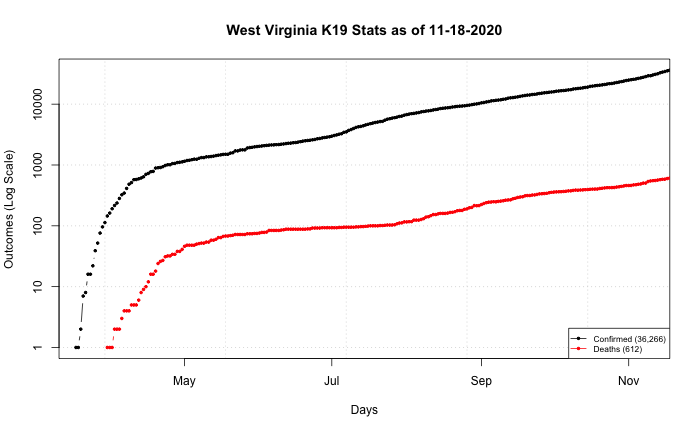 West Virginia K19 Stats as of 11-18-2020
Outcomes (Log Scale)
10000
1000
100
10
1
May
Jul
Sep
Nov
Days
Confirmed (36,266)
Deaths (612)